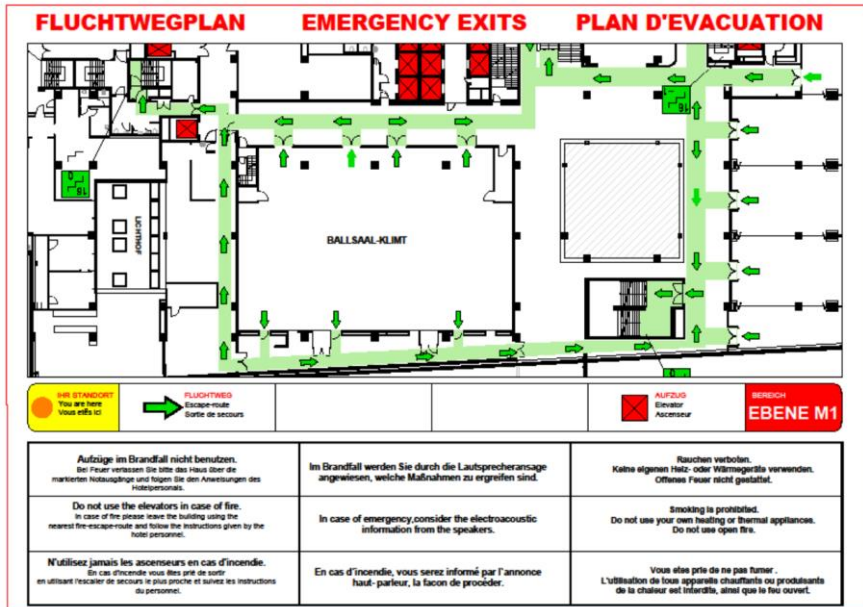 FLUCHTWEGPLAN EMERGENCY EXITS PLAN D'EVACUATION
18
16
LICHTHOF
BALLSAAL-KLIMT
IHR STANDORT
You are here
Vous etês ici
FLUCHTWEG
Escape-route
Sortie de secours
AUFZUG
Elevator
Ascenseur
BEREICH
EBENE M1
Aufzüge im Brandfall nicht benutzen.
Bei Feuer verlassen Sie bitte das Haus über die
markierten Notausgänge und folgen Sie den Anweisungen des
Hotelpersonals.
Im Brandfall werden Sie durch die Lautsprecheransage
angewiesen, welche Maßnahmen zu ergreifen sind.
Rauchen verboten.
Keine eigenen Heiz- oder Wärmegeräte verwenden.
Offenes Feuer nicht gestattet.
Do not use the elevators in case of fire.
In case of fire please leave the building using the
nearest fire-escape-route and follow the instructions given by the
hotel personnel.
In case of emergency,consider the electroacoustic
information from the speakers.
Smoking is prohibited.
Do not use your own heating or thermal appliances.
Do not use open fire.
N'utilisez jamais les ascenseurs en cas d'incendie.
En cas d'incendie vous êtes prié de sortir
en utilisant l'escalier de secours le plus proche et suivez les instructions
du personnel.
En cas d'incendie, vous serez informé par l'annonce
haut- parleur, la facon de procéder.
Vous etes prie de ne pas fumer .
L'utilisation de tous appareils chauffants ou produisants
de la chaleur est interdite, ainsi que le feu ouvert.